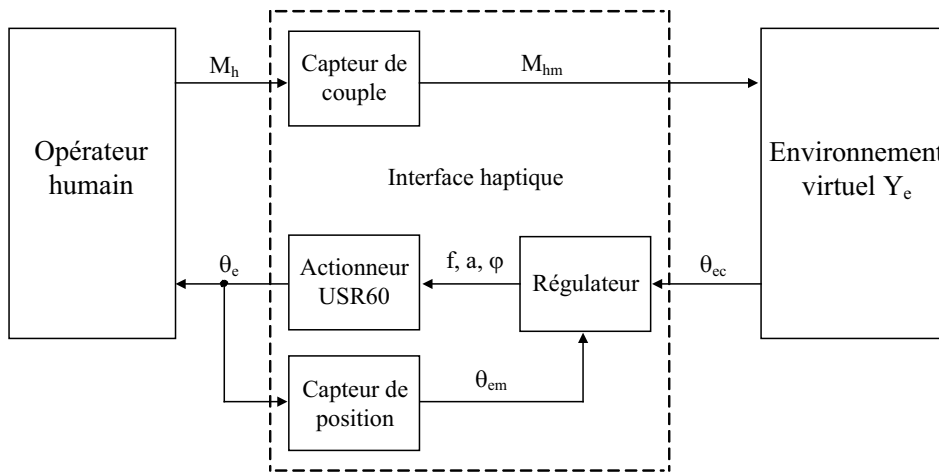 Opérateur
humain
M_h
Capteur de
couple
M_hm
Environnement
virtuel Y_e
Interface haptique
θ_e
Actionneur
USR60
f, a, φ
Régulateur
θ_ec
Capteur de
position
θ_em